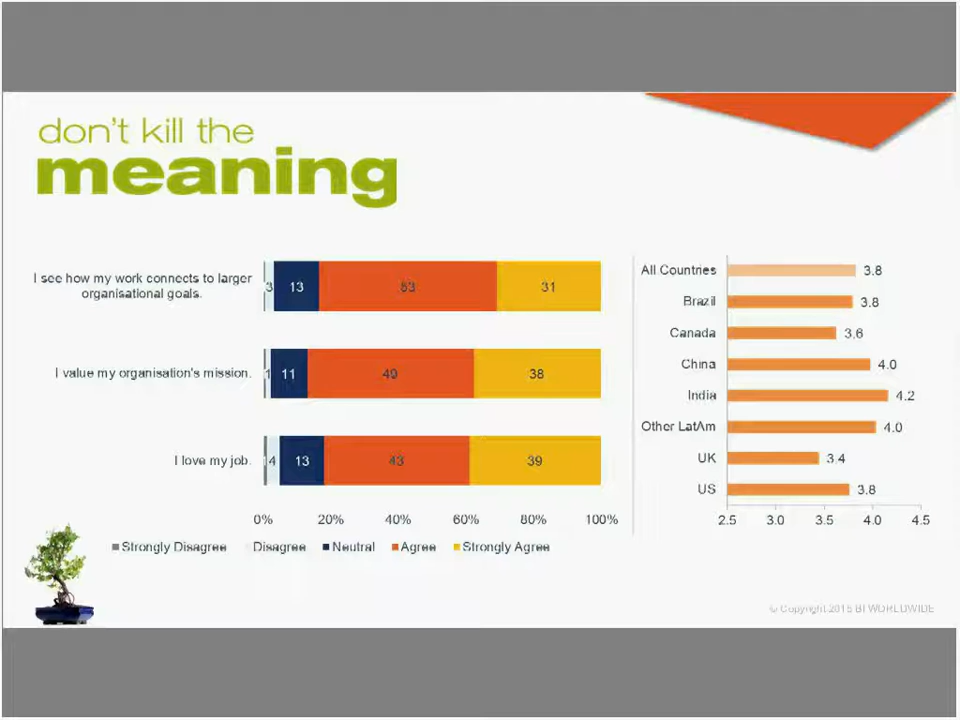 don't kill the
meaning
I see how my work connects to larger
organisational goals.
3 13 53 31
I value my organisation's mission.
1 11 49 38
I love my job.
4 13 43 39
0% 20% 40% 60% 80% 100%
Strongly Disagree Disagree Neutral Agree Strongly Agree
All Countries 3.8
Brazil 3.8
Canada 3.6
China 4.0
India 4.2
Other LatAm 4.0
UK 3.4
US 3.8
2.5 3.0 3.5 4.0 4.5
© Copyright 2015 BI WORLDWIDE